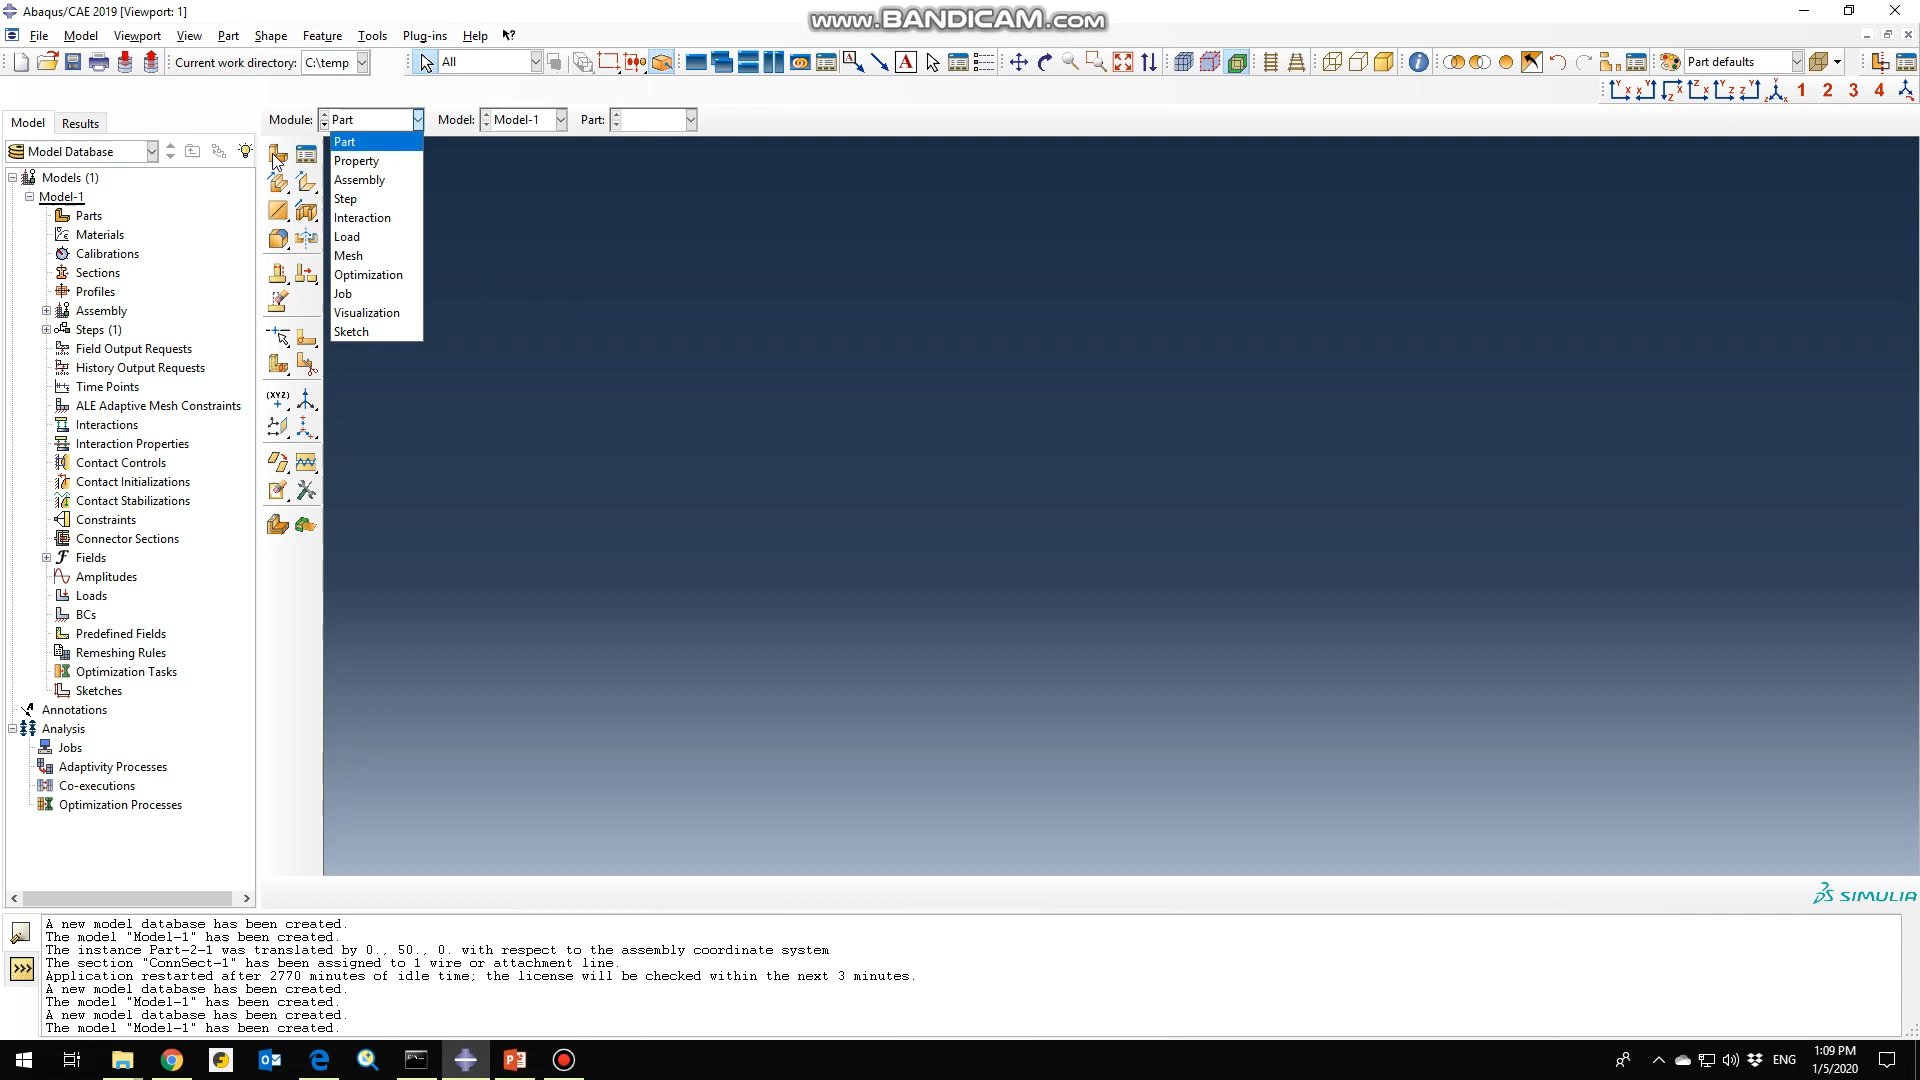 Abaqus/CAE 2019 [Viewport: 1]
www.BANDICAM.com
File Model Viewport View Part Shape Feature Tools Plug-ins Help
Current work directory: C:\temp
All
Part defaults
1 2 3 4
Model Results
Module: Part Model: Model-1 Part:
Model Database
Models (1)
Model-1
Parts
Materials
Calibrations
Sections
Profiles
Assembly
Steps (1)
Field Output Requests
History Output Requests
Time Points
ALE Adaptive Mesh Constraints
Interactions
Interaction Properties
Contact Controls
Contact Initializations
Contact Stabilizations
Constraints
Connector Sections
Fields
Amplitudes
Loads
BCs
Predefined Fields
Remeshing Rules
Optimization Tasks
Sketches
Annotations
Analysis
Jobs
Adaptivity Processes
Co-executions
Optimization Processes
Part
Property
Assembly
Step
Interaction
Load
Mesh
Optimization
Job
Visualization
Sketch
(XYZ)
SIMULIA
A new model database has been created.
The model "Model-1" has been created.
The instance Part-2-1 was translated by 0., 50., 0. with respect to the assembly coordinate system
The section "ConnSect-1" has been assigned to 1 wire or attachment line.
Application restarted after 2770 minutes of idle time; the license will be checked within the next 3 minutes.
A new model database has been created.
The model "Model-1" has been created.
A new model database has been created.
The model "Model-1" has been created.
ENG
1:09 PM
1/5/2020